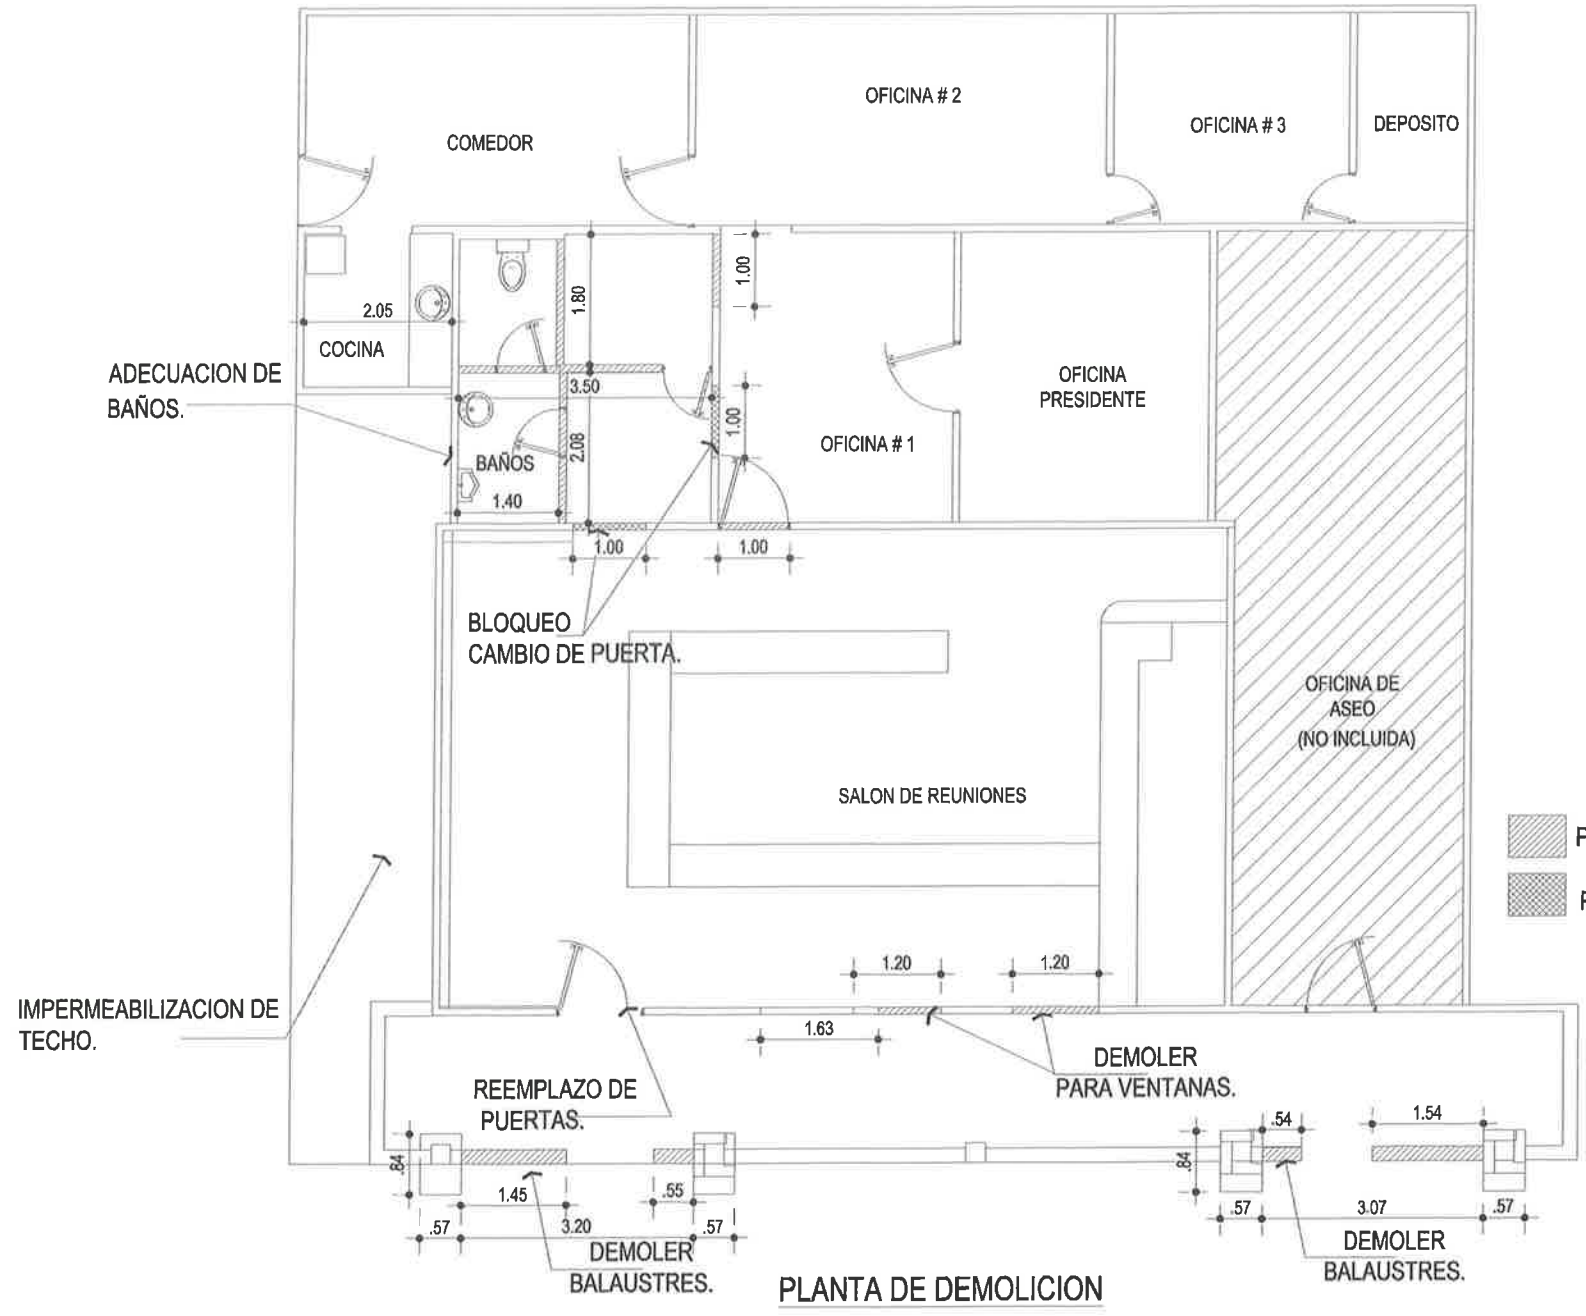 OFICINA # 2
OFICINA # 3
DEPOSITO
COMEDOR
1.00
1.80
2.05
COCINA
ADECUACION DE
BAÑOS.
3.50
OFICINA
PRESIDENTE
1.00
2.08
OFICINA # 1
BAÑOS
1.40
1.00
1.00
BLOQUEO
CAMBIO DE PUERTA.
OFICINA DE
ASEO
(NO INCLUIDA)
SALON DE REUNIONES
1.20
1.20
IMPERMEABILIZACION DE
TECHO.
1.63
DEMOLER
PARA VENTANAS.
REEMPLAZO DE
PUERTAS.
.54
1.54
.84
.84
1.45
.55
.57
3.20
.57
.57
3.07
.57
DEMOLER
BALAUSTRES.
DEMOLER
BALAUSTRES.
PLANTA DE DEMOLICION